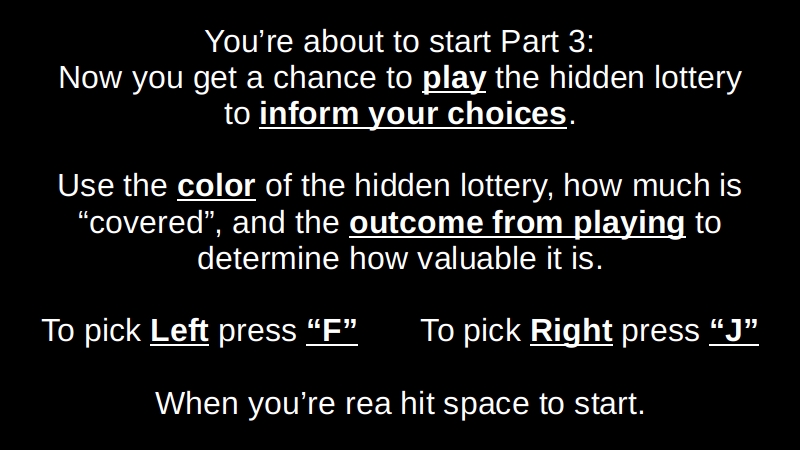 You’re about to start Part 3:
Now you get a chance to play the hidden lottery
to inform your choices.
Use the color of the hidden lottery, how much is
“covered”, and the outcome from playing to
determine how valuable it is.
To pick Left press “F” To pick Right press “J”
When you’re rea hit space to start.